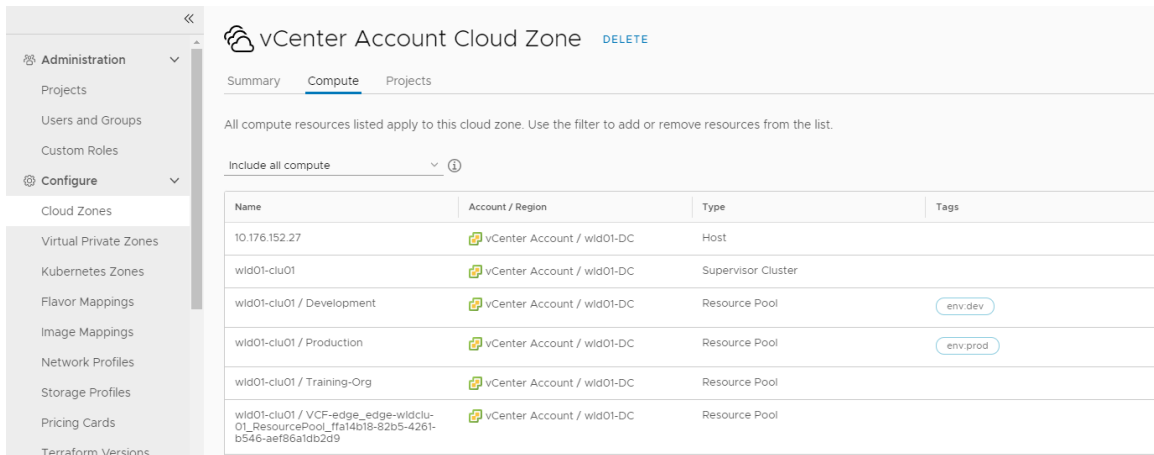 «
Administration
Projects
Users and Groups
Custom Roles
Configure
Cloud Zones
Virtual Private Zones
Kubernetes Zones
Flavor Mappings
Image Mappings
Network Profiles
Storage Profiles
Pricing Cards
Terraform Versions
vCenter Account Cloud Zone DELETE
Summary Compute Projects
All compute resources listed apply to this cloud zone. Use the filter to add or remove resources from the list.
Include all compute
Name Account / Region Type Tags
10.176.152.27 vCenter Account / wld01-DC Host
wld01-clu01 vCenter Account / wld01-DC Supervisor Cluster
wld01-clu01 / Development vCenter Account / wld01-DC Resource Pool env:dev
wld01-clu01 / Production vCenter Account / wld01-DC Resource Pool env:prod
wld01-clu01 / Training-Org vCenter Account / wld01-DC Resource Pool
wld01-clu01 / VCF-edge_edge-wldclu- vCenter Account / wld01-DC Resource Pool
01_ResourcePool_ffa14b18-82b5-4261-
b546-aef86a1db2d9